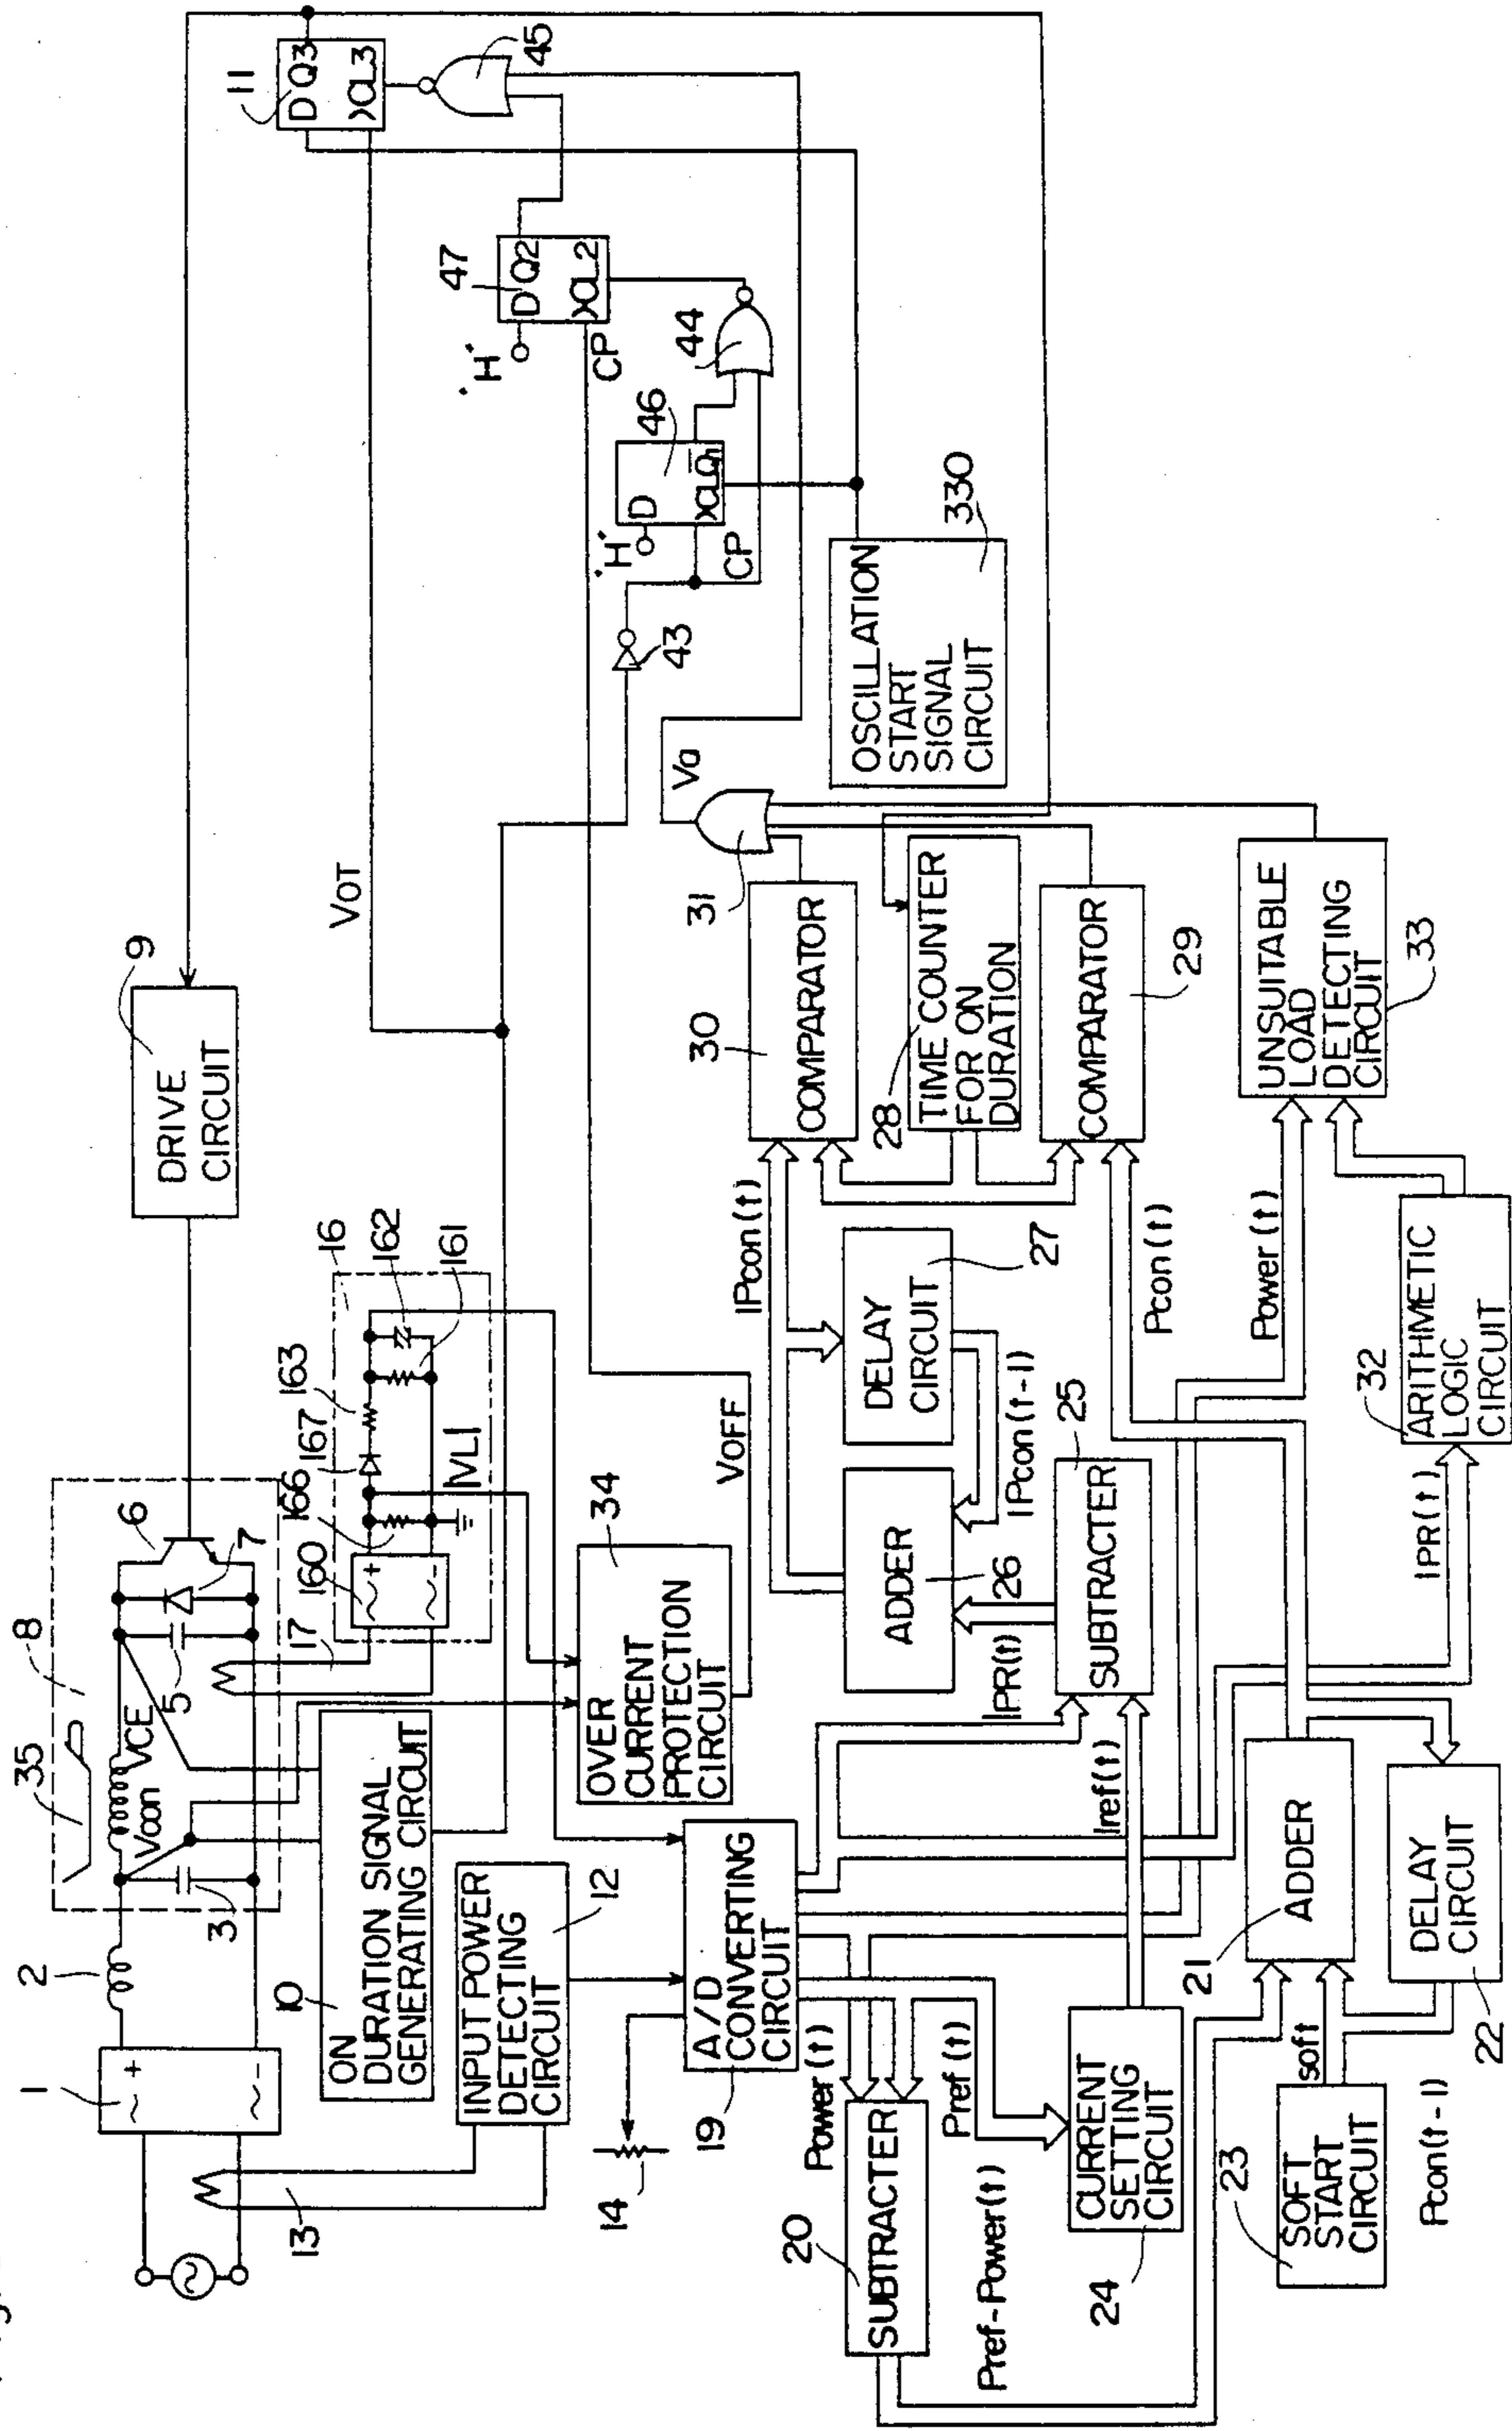 35
8
1
2
3
5
6
7
+
~
~
−
Vcon
VCE
13
17
9
DRIVE
CIRCUIT
10
ON
DURATION SIGNAL
GENERATING CIRCUIT
INPUT POWER
DETECTING
CIRCUIT
12
14
160
~
+
~
−
166
167
163
16
162
161
|VL|
34
OVER
CURRENT
PROTECTION
CIRCUIT
VOT
VOFF
11
D Q3
CL3
45
47
D Q2
CL2
"H"
CP
44
46
D
"H"
CP
43
OSCILLATION
START
SIGNAL
CIRCUIT
330
Va
31
19
A/D
CONVERTING
CIRCUIT
Power(t)
Pref(t)
20
SUBTRACTER
Pref-Power(t)
CURRENT
SETTING
CIRCUIT
24
Iref(t)
IPR(t)
SUBTRACTER
25
ADDER
26
DELAY
CIRCUIT
27
IPcon(t)
IPcon(t-1)
30
COMPARATOR
28
TIME COUNTER
FOR ON
DURATION
COMPARATOR
29
Pcon(t)
23
SOFT
START
CIRCUIT
soft
21
ADDER
DELAY
CIRCUIT
22
Pcon(t-1)
Power(t)
IPR(t)
32
ARITHMETIC
LOGIC
CIRCUIT
UNSUITABLE
LOAD
DETECTING
CIRCUIT
33